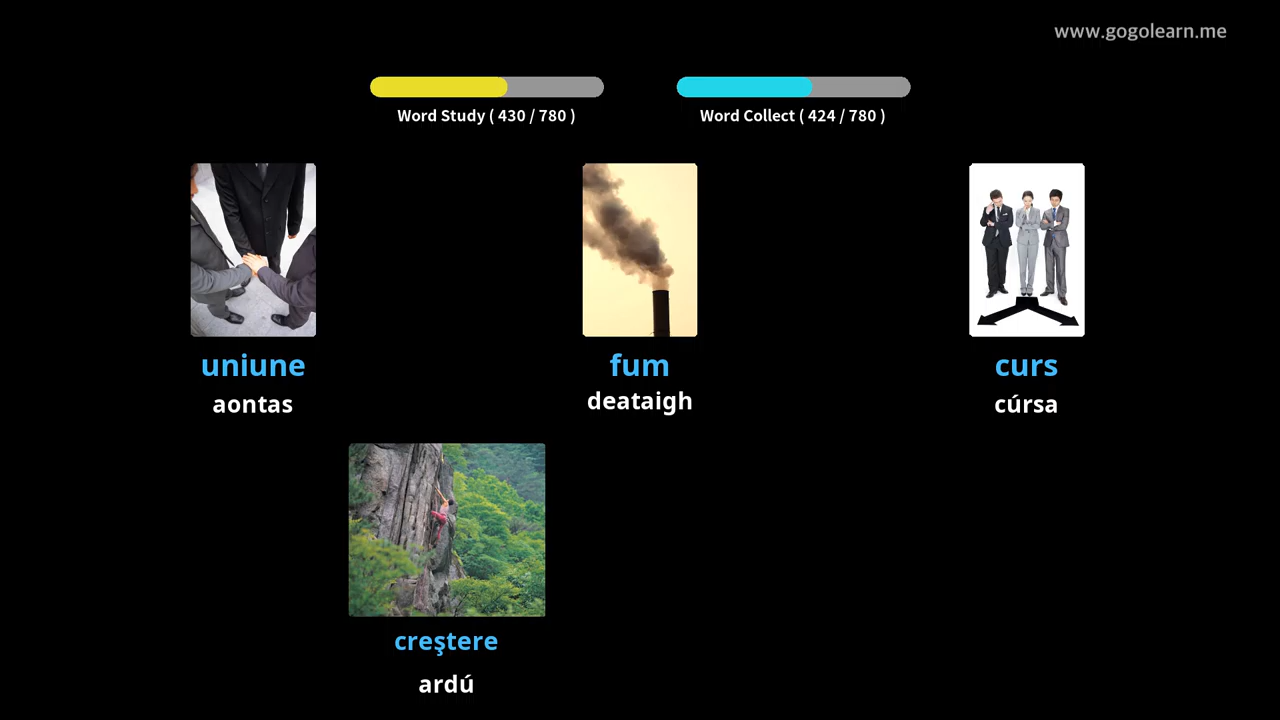 www.gogolearn.me
Word Study ( 430 / 780 )
Word Collect ( 424 / 780 )
uniune
aontas
fum
deataigh
curs
cúrsa
creştere
ardú